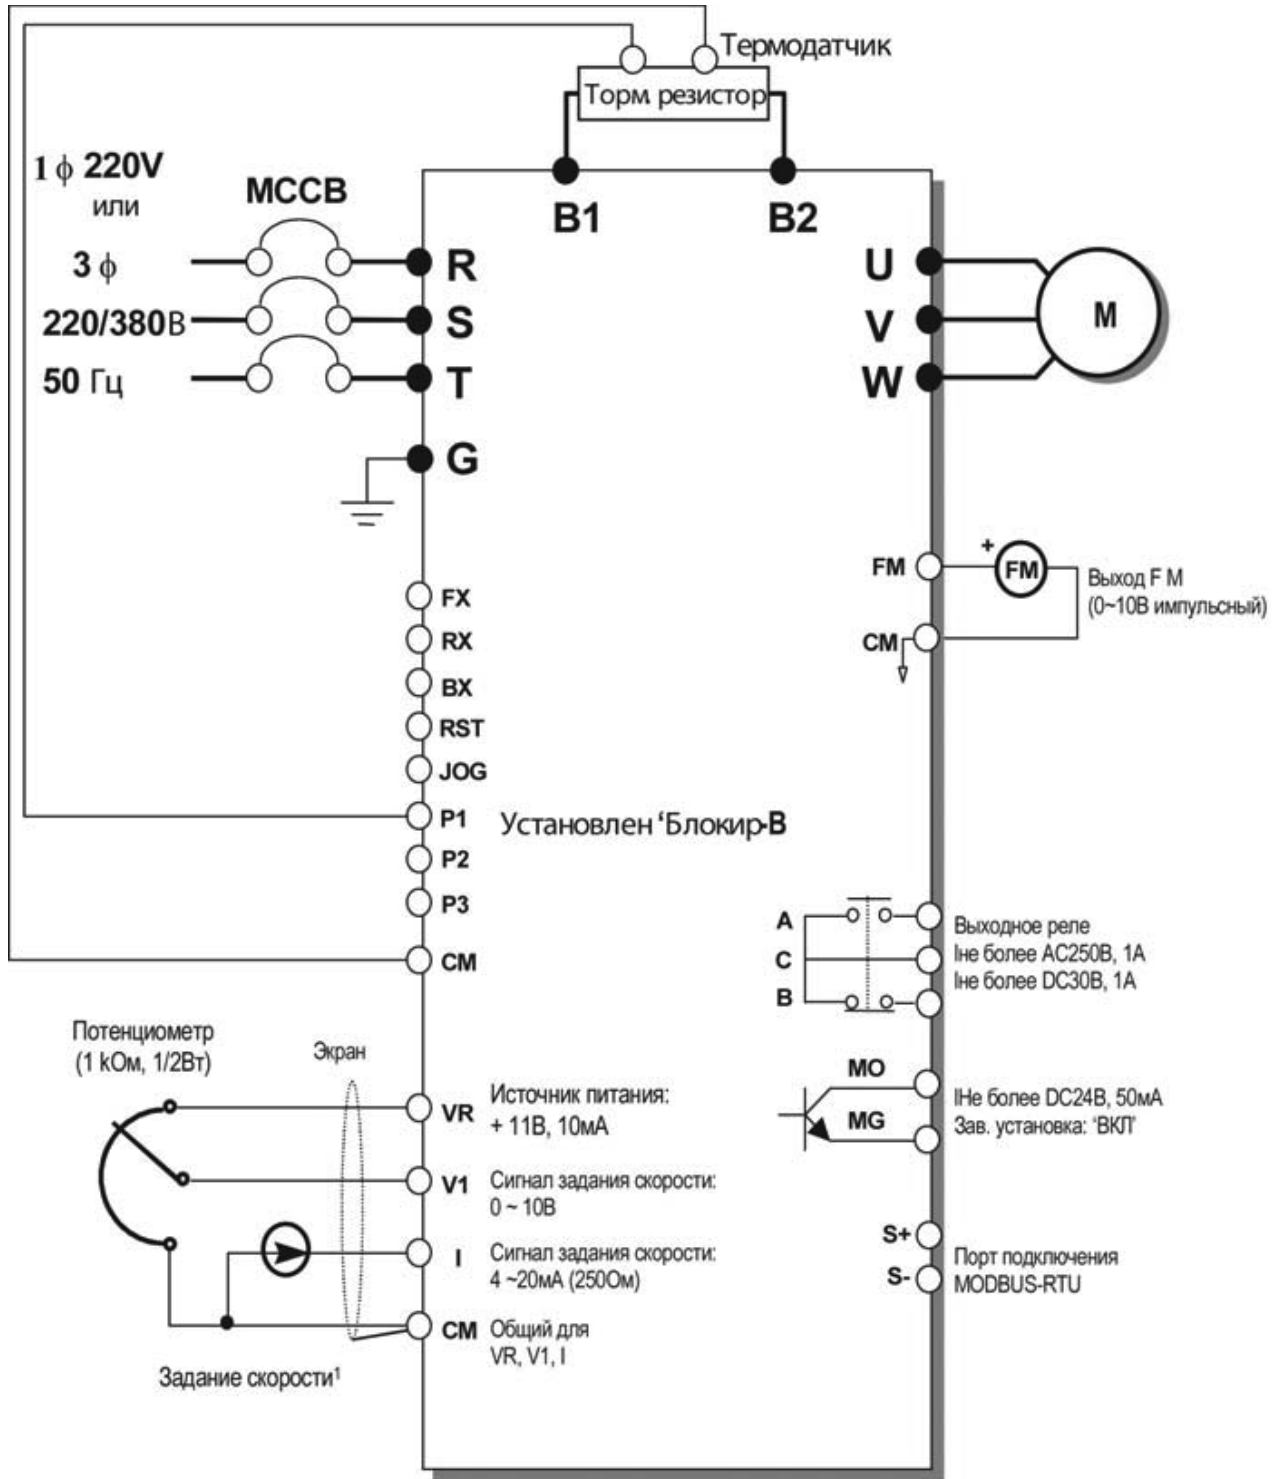 Термодатчик
Торм. резистор
1 ϕ 220V
или
3 ϕ
220/380В
50 Гц
MCCB
B1
B2
R
S
T
G
U
V
W
M
FX
RX
BX
RST
JOG
P1
P2
P3
CM
Установлен ‘Блокир-B
FM
+
FM
CM
Выход F M
(0~10В импульсный)
A
C
B
Выходное реле
Iне более AC250В, 1А
Iне более DC30В, 1А
MO
MG
IНе более DC24В, 50мА
Зав. установка: ‘ВКЛ’
S+
S-
Порт подключения
MODBUS-RTU
Потенциометр
(1 kОм, 1/2Вт)
Экран
VR
Источник питания:
+ 11В, 10мА
V1
Сигнал задания скорости:
0 ~ 10В
I
Сигнал задания скорости:
4 ~20мА (250Ом)
CM
Общий для
VR, V1, I
Задание скорости¹